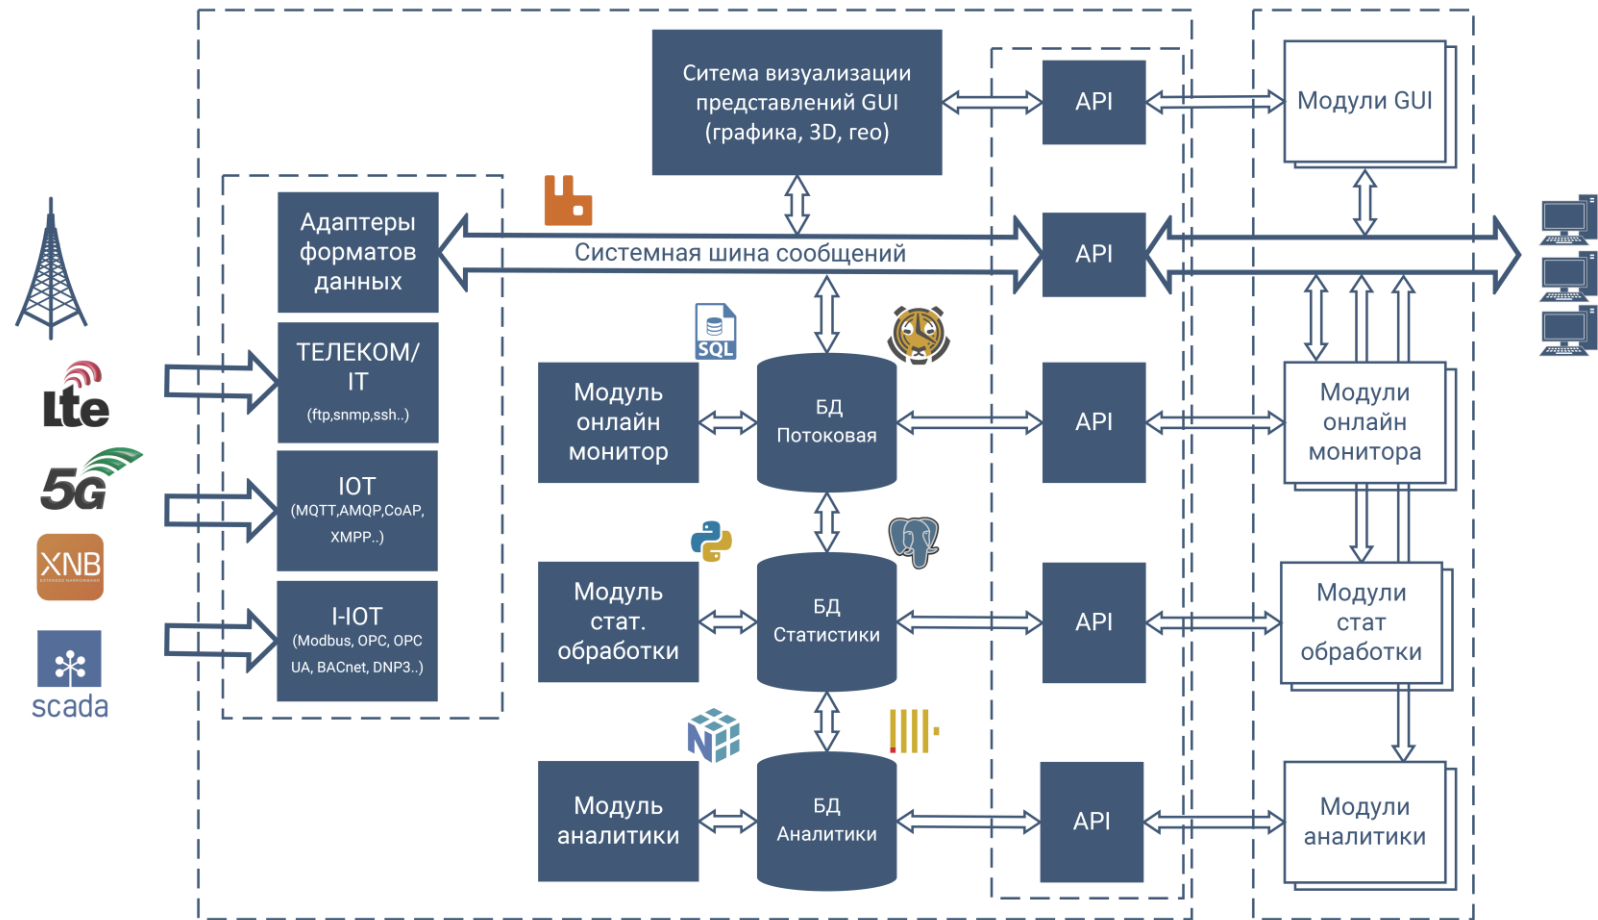 Ситема визуализации
представлений GUI
(графика, 3D, гео)
API
Модули GUI
Адаптеры
форматов
данных
Системная шина сообщений
API
SQL
ТЕЛЕКОМ/
IT
(ftp,snmp,ssh..)
Модуль
онлайн
монитор
БД
Потоковая
API
Модули
онлайн
монитора
Lte
5G
IOT
(MQTT,AMQP,CoAP,
XMPP..)
XNB
Модуль
стат.
обработки
БД
Статистики
API
Модули
стат
обработки
I-IOT
(Modbus, OPC, OPC
UA, BACnet, DNP3..)
scada
N
Модуль
аналитики
БД
Аналитики
API
Модули
аналитики